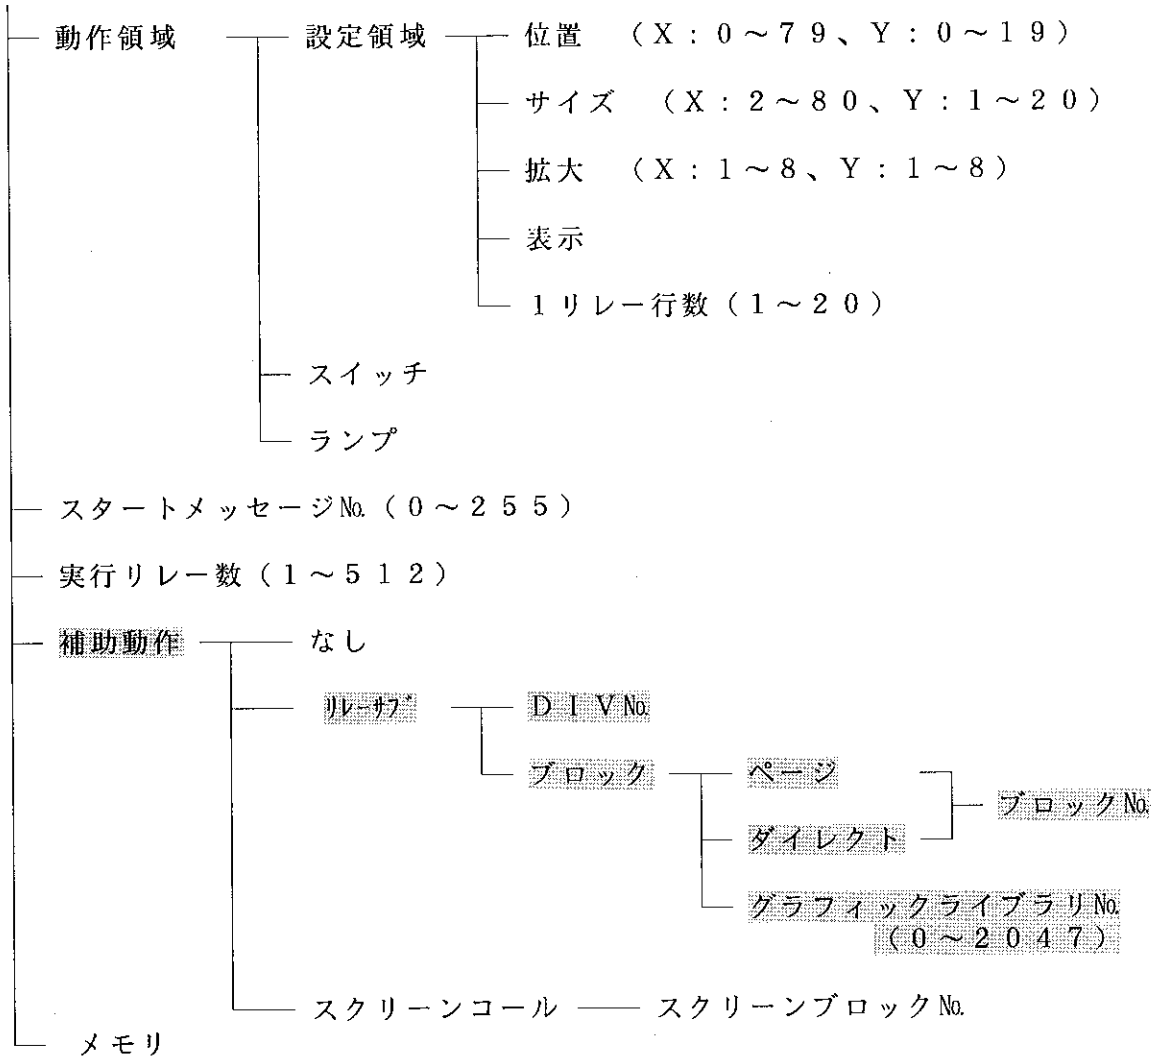 動作領域 設定領域 位置 （X：0～79、Y：0～19）
サイズ （X：2～80、Y：1～20）
拡大 （X：1～8、Y：1～8）
表示
1リレー行数（1～20）
スイッチ
ランプ
スタートメッセージ№（0～255）
実行リレー数（1～512）
補助動作 なし
ﾘﾚｰｻﾌﾞ DIV№
ブロック ページ
ブロック№
ダイレクト
グラフィックライブラリ№
（0～2047）
スクリーンコール スクリーンブロック№
メモリ